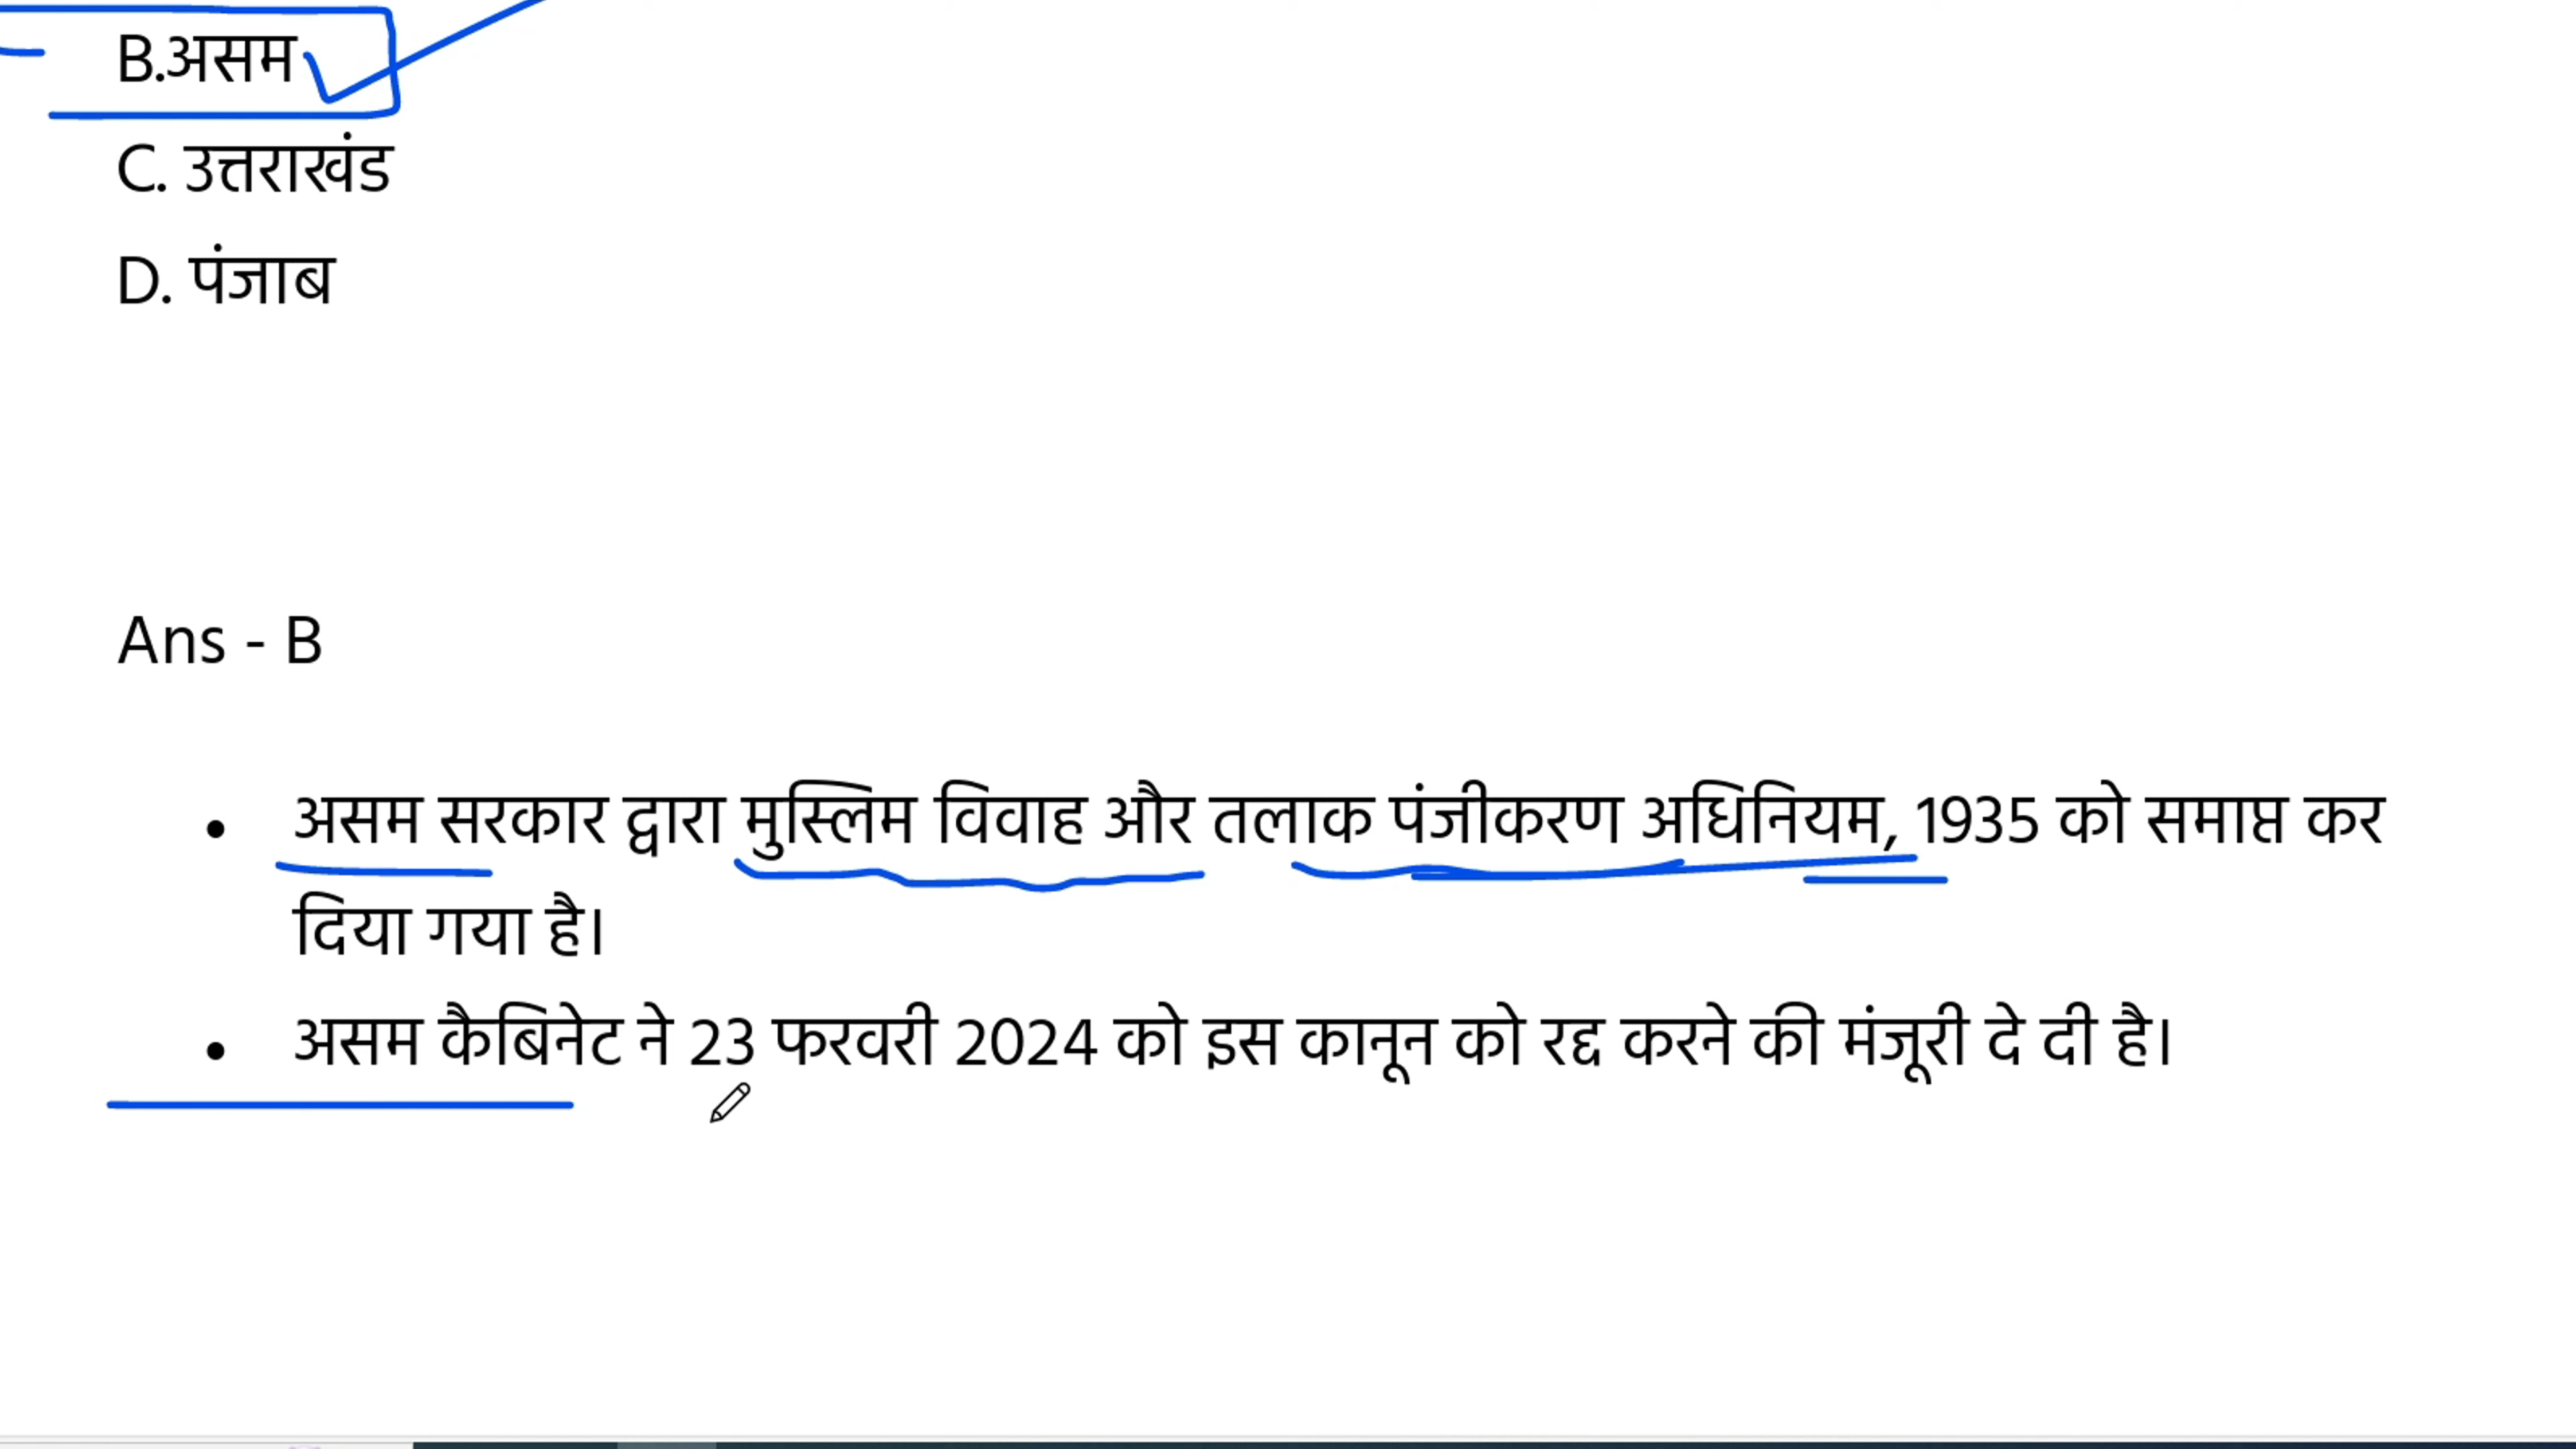 B.असम
C. उत्तराखंड
D. पंजाब
Ans - B
• असम सरकार द्वारा मुस्लिम विवाह और तलाक पंजीकरण अधिनियम, 1935 को समाप्त कर
दिया गया है।
• असम कैबिनेट ने 23 फरवरी 2024 को इस कानून को रद्द करने की मंजूरी दे दी है।